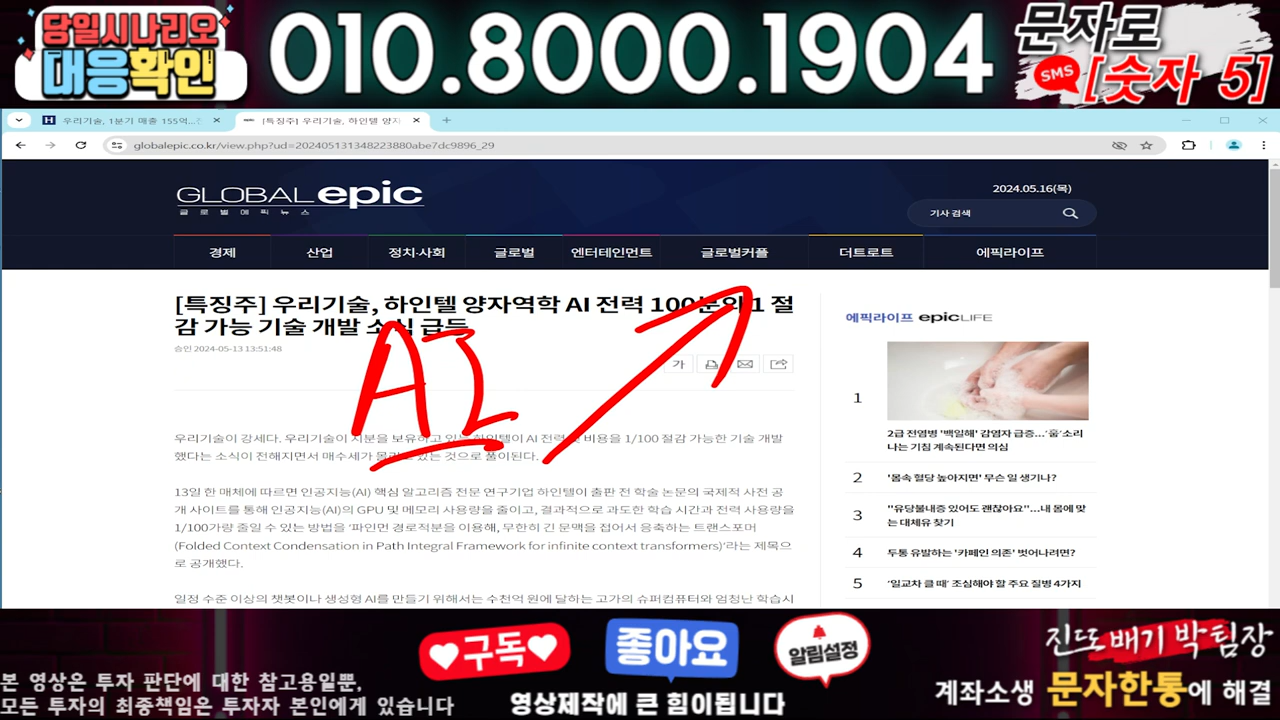 당일시나리오
대응확인
010.8000.1904
문자로
SMS
[숫자 5]
우리기술, 1분기 매출 155억...
[특징주] 우리기술, 하인텔 양자
globalepic.co.kr/view.php?ud=202405131348223880abe7dc9896_29
GLOBAL epic
글로벌에픽뉴스
2024.05.16(목)
기사 검색
경제 산업 정치·사회 글로벌 엔터테인먼트 글로벌커플 더트로트 에픽라이프
[특징주] 우리기술, 하인텔 양자역학 AI 전력 100분의 1 절
감 가능 기술 개발 소식 급등
승인 2024-05-13 13:51:48
가
AI
우리기술이 강세다. 우리기술이 지분을 보유하고 있는 하인텔이 AI 전력 및 비용을 1/100 절감 가능한 기술 개발
했다는 소식이 전해지면서 매수세가 몰리고 있는 것으로 풀이된다.
13일 한 매체에 따르면 인공지능(AI) 핵심 알고리즘 전문 연구기업 하인텔이 출판 전 학술 논문의 국제적 사전 공
개 사이트를 통해 인공지능(AI)의 GPU 및 메모리 사용량을 줄이고, 결과적으로 과도한 학습 시간과 전력 사용량을
1/100가량 줄일 수 있는 방법을 '파인먼 경로적분을 이용해, 무한히 긴 문맥을 접어서 응축하는 트랜스포머
(Folded Context Condensation in Path Integral Framework for infinite context transformers)'라는 제목으
로 공개했다.
일정 수준 이상의 챗봇이나 생성형 AI를 만들기 위해서는 수천억 원에 달하는 고가의 슈퍼컴퓨터와 엄청난 학습시
에픽라이프 epicLIFE
1
2급 전염병 '백일해' 감염자 급증...'훕'소리
나는 기침 계속된다면 의심
2 '몸속 혈당 높아지면' 무슨 일 생기나?
3 "유당불내증 있어도 괜찮아요"...내 몸에 맞
는 대체유 찾기
4 두통 유발하는 '카페인 의존' 벗어나려면?
5 '일교차 클 때' 조심해야 할 주요 질병 4가지
구독
좋아요
알림설정
본 영상은 투자 판단에 대한 참고용일뿐,
모든 투자의 최종책임은 투자자 본인에게 있습니다
영상제작에 큰 힘이됩니다
진또배기 박팀장
계좌소생 문자한통에 해결